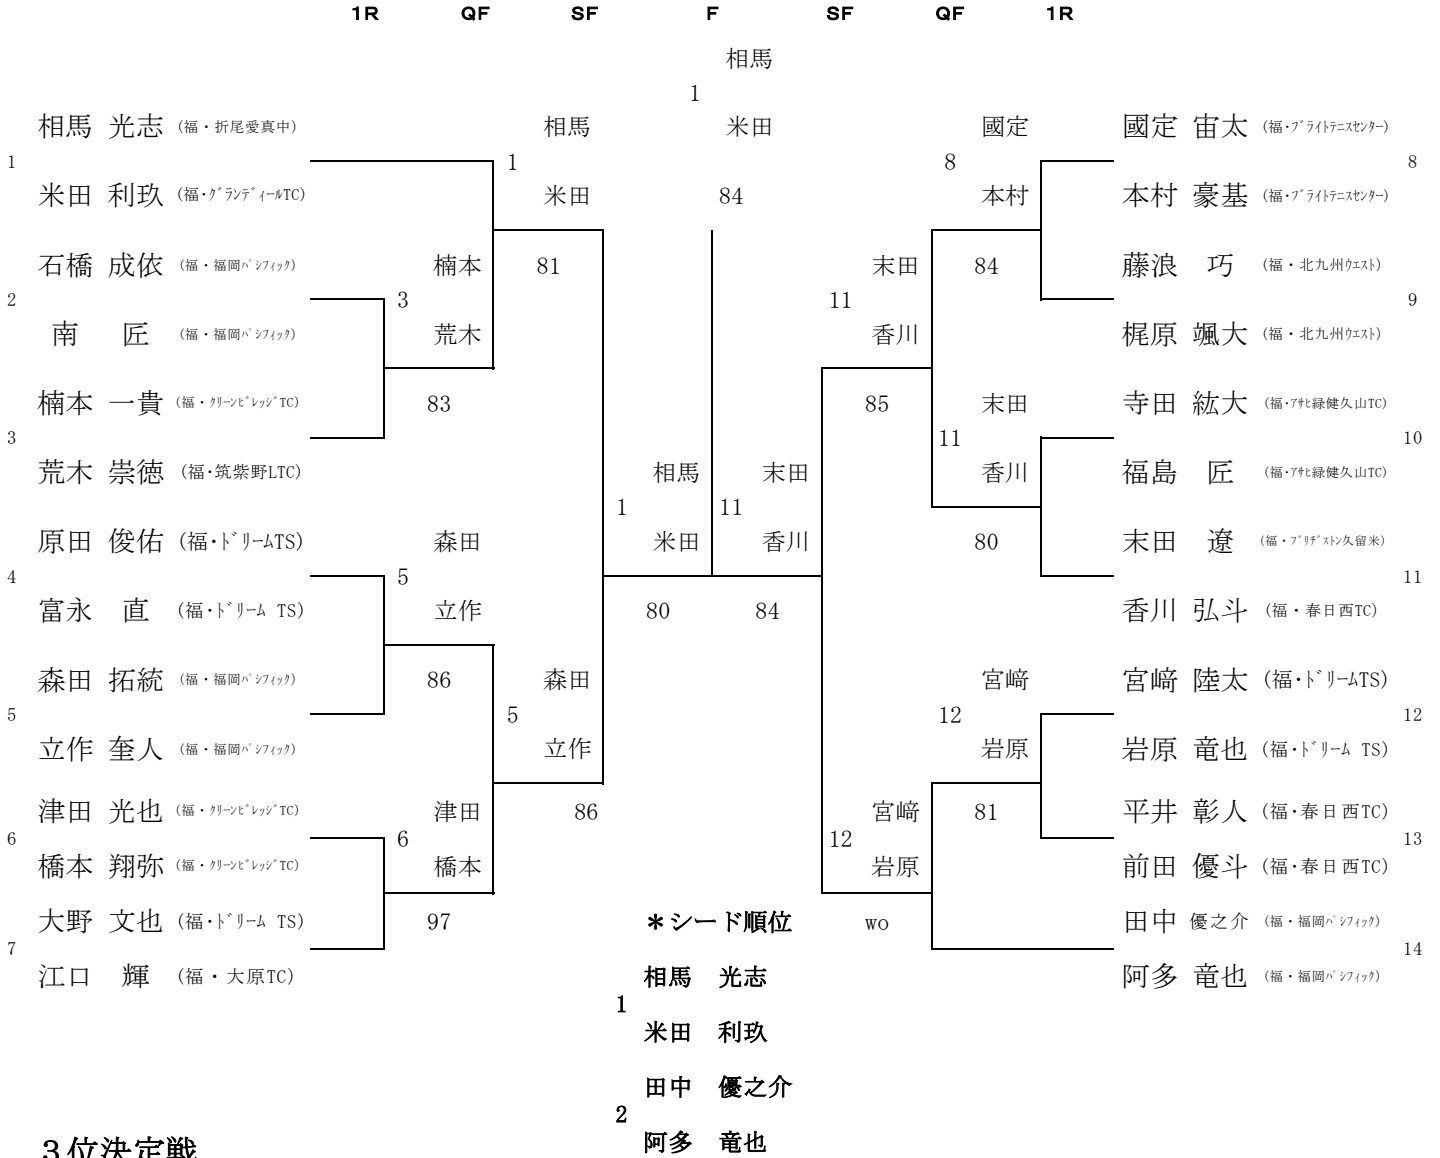 1R QF SF F SF QF 1R
相馬
1
相馬 光志 (福・折尾愛真中) 相馬 米田 國定 國定 宙太 (福・ブライトテニスセンター)
1 1 8 8
米田 利玖 (福・グランディールTC) 米田 84 本村 本村 豪基 (福・ブライトテニスセンター)
石橋 成依 (福・福岡パシフィック) 楠本 81 末田 84 藤浪 巧 (福・北九州ウエスト)
2 3 11 9
南 匠 (福・福岡パシフィック) 荒木 香川 梶原 颯大 (福・北九州ウエスト)
楠本 一貴 (福・グリーンビレッジTC) 83 85 末田 寺田 紘大 (福・アサヒ緑健久山TC)
3 11 10
荒木 崇徳 (福・筑紫野LTC) 相馬 末田 香川 福島 匠 (福・アサヒ緑健久山TC)
1 11
原田 俊佑 (福・ドリームTS) 森田 米田 香川 80 末田 遼 (福・ブリヂストン久留米)
4 5 11
富永 直 (福・ドリーム TS) 立作 80 84 香川 弘斗 (福・春日西TC)
森田 拓統 (福・福岡パシフィック) 86 森田 宮﨑 宮﨑 陸太 (福・ドリームTS)
5 5 12 12
立作 奎人 (福・福岡パシフィック) 立作 岩原 岩原 竜也 (福・ドリーム TS)
津田 光也 (福・グリーンビレッジTC) 津田 86 宮﨑 81 平井 彰人 (福・春日西TC)
6 6 12 13
橋本 翔弥 (福・グリーンビレッジTC) 橋本 岩原 前田 優斗 (福・春日西TC)
大野 文也 (福・ドリーム TS) 97 *シード順位 wo 田中 優之介 (福・福岡パシフィック)
7 14
江口 輝 (福・大原TC) 相馬 光志 阿多 竜也 (福・福岡パシフィック)
1
米田 利玖
田中 優之介
2
阿多 竜也
3位決定戦